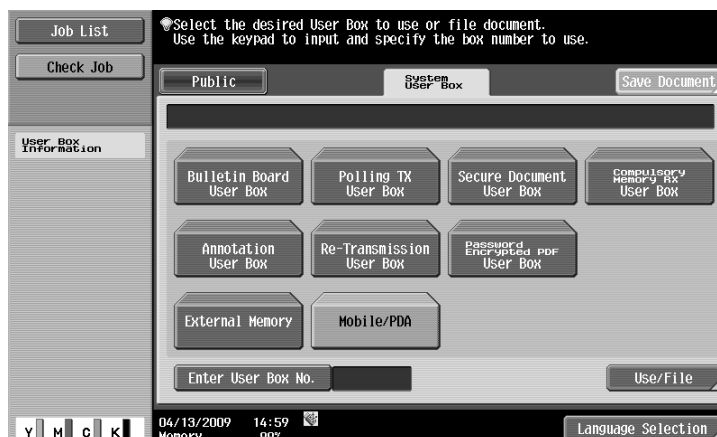 Job List
Select the desired User Box to use or file document.
Use the keypad to input and specify the box number to use.
Check Job
Public
System
User Box
Save Document
User Box
Information
Bulletin Board
User Box
Polling TX
User Box
Secure Document
User Box
Compulsory
Memory RX
User Box
Annotation
User Box
Re-Transmission
User Box
Password
Encrypted PDF
User Box
External Memory
Mobile/PDA
Enter User Box No.
Use/File
Y M C K
04/13/2009 14:59
Memory 99%
Language Selection